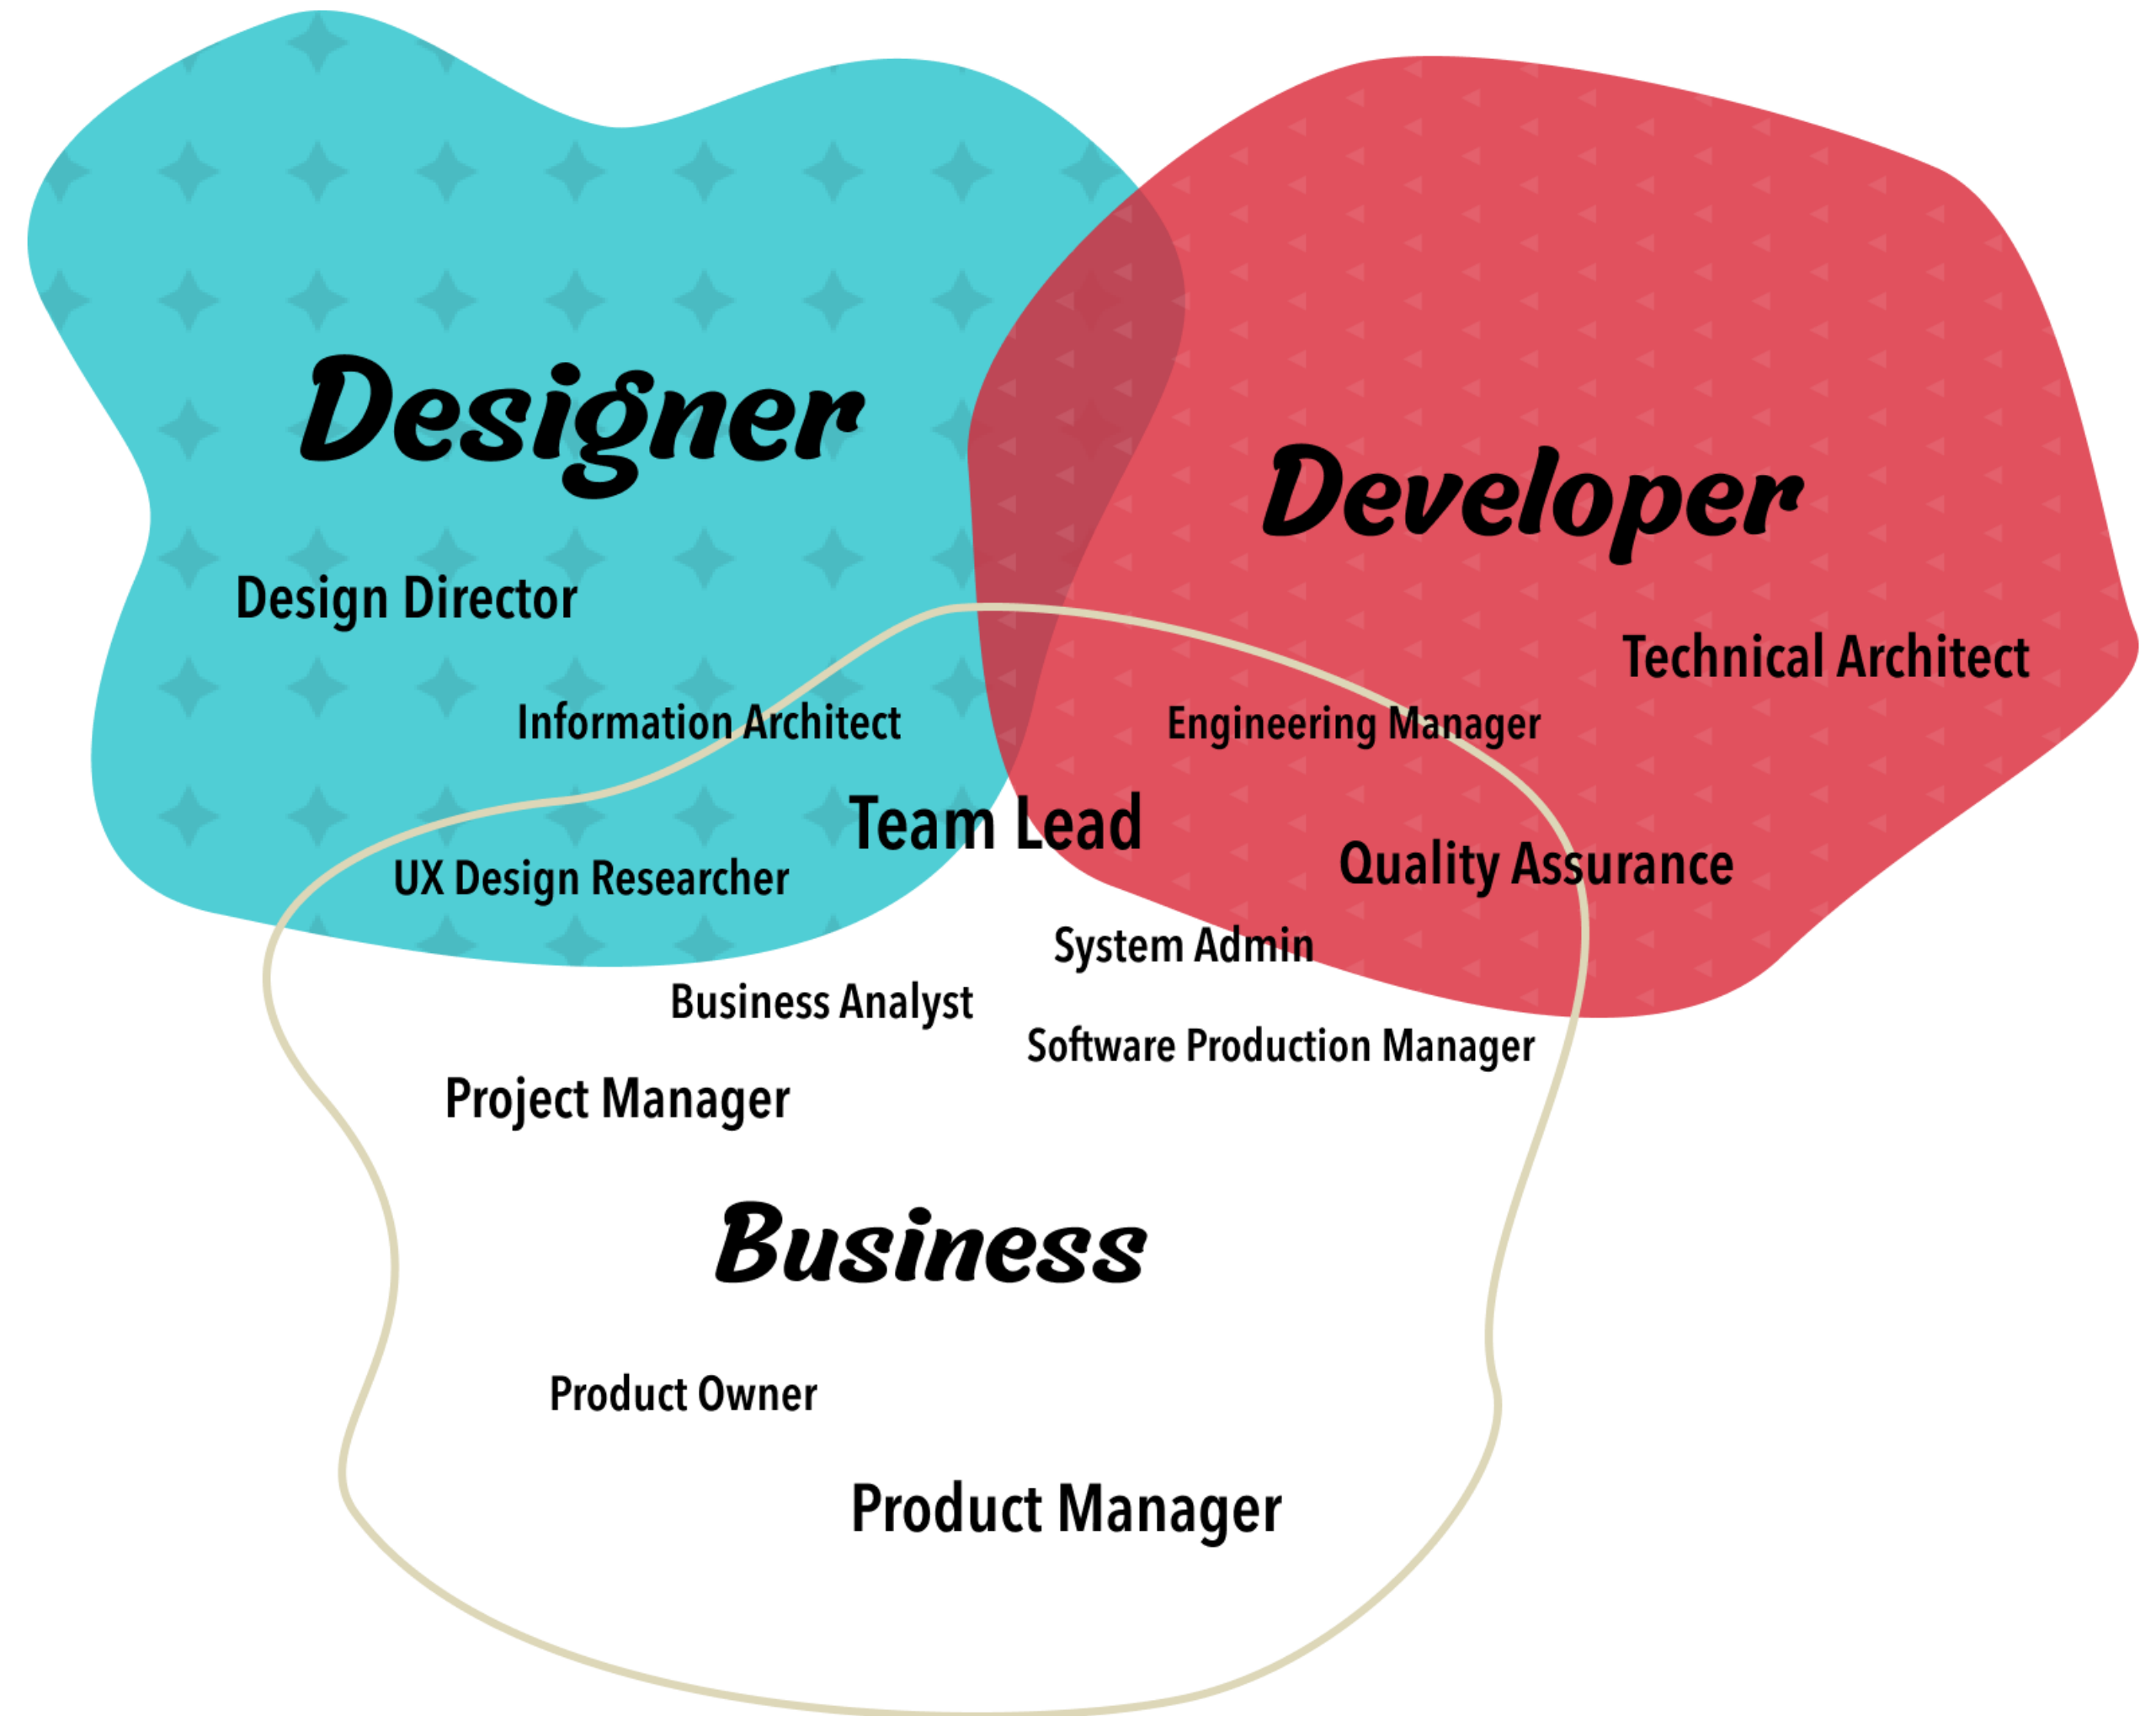 Designer
Developer
Design Director
Technical Architect
Information Architect
Engineering Manager
Team Lead
Quality Assurance
UX Design Researcher
System Admin
Business Analyst
Software Production Manager
Project Manager
Business
Product Owner
Product Manager